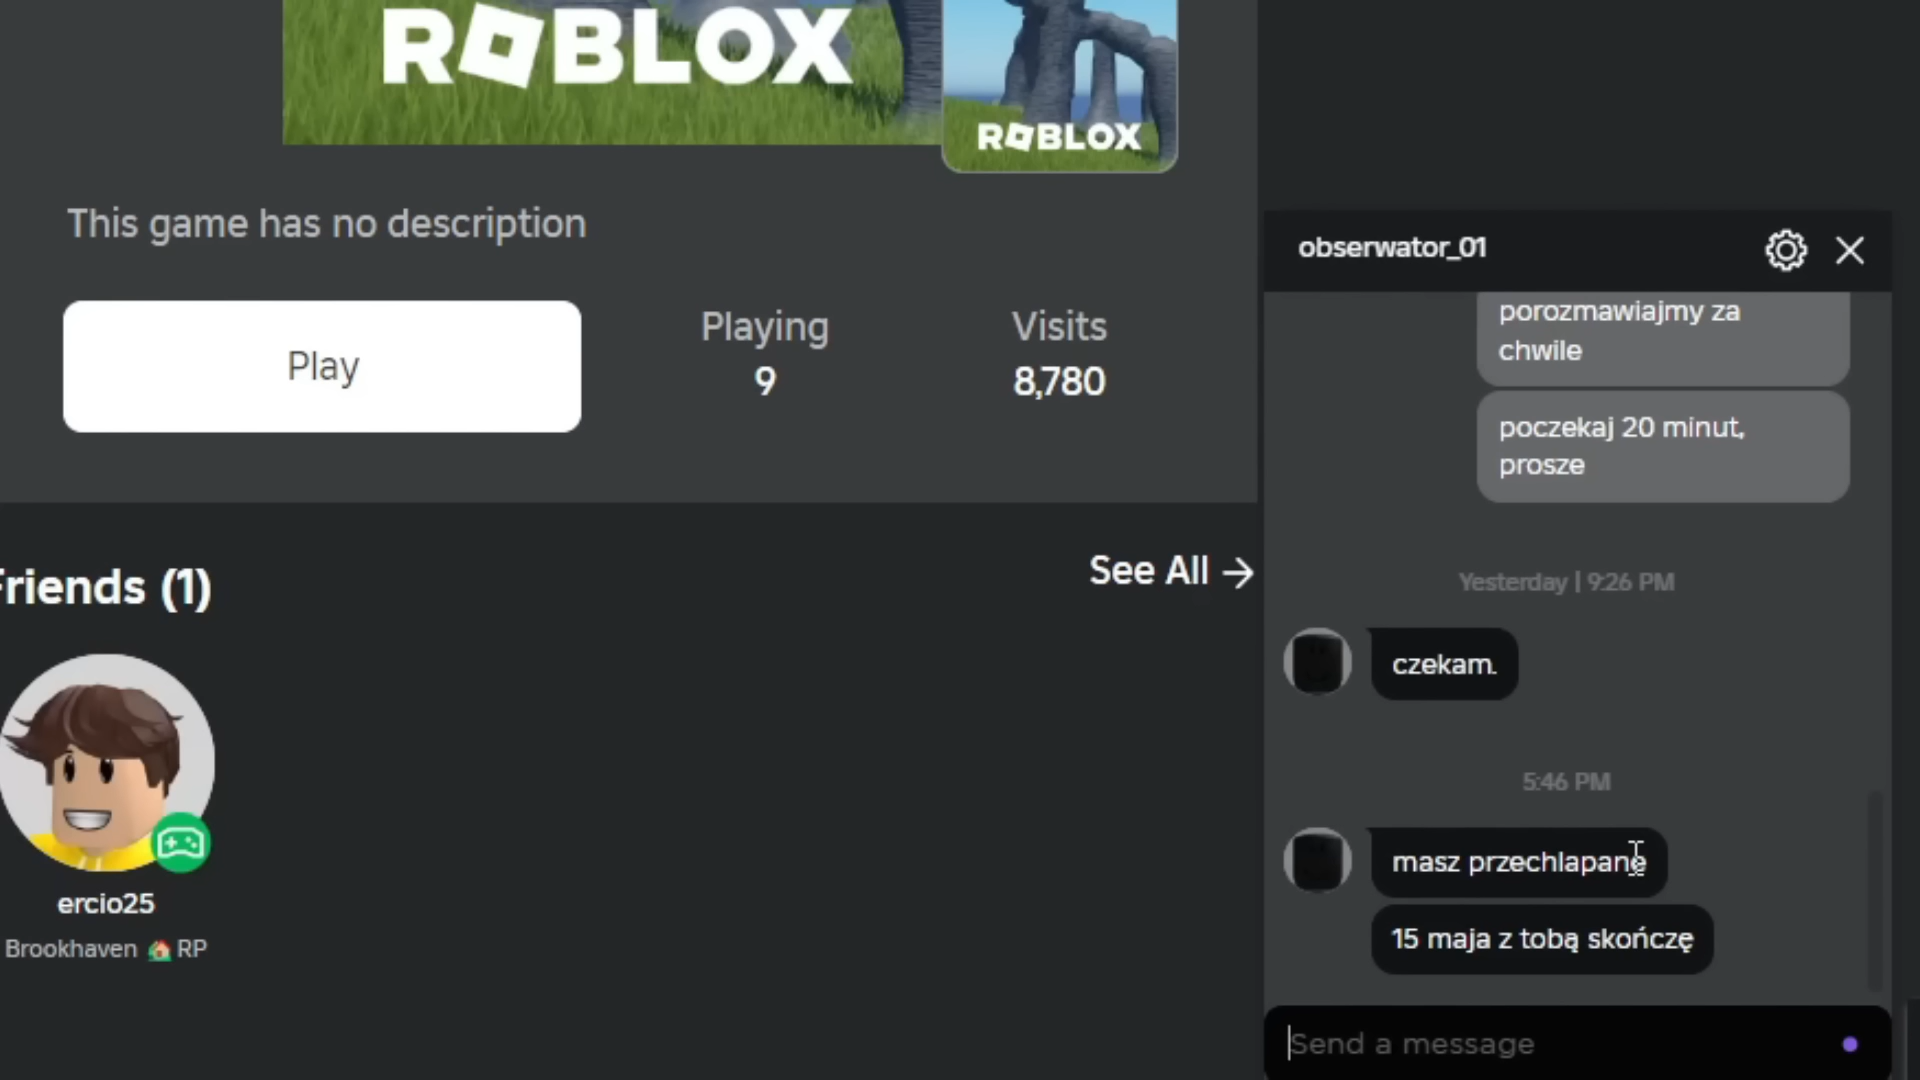 ROBLOX
ROBLOX
This game has no description
Play
Playing
9
Visits
8,780
Friends (1)
See All →
ercio25
Brookhaven 🏠 RP
obserwator_01
porozmawiajmy za
chwile
poczekaj 20 minut,
prosze
Yesterday | 9:26 PM
czekam.
5:46 PM
masz przechlapane
15 maja z tobą skończę
Send a message